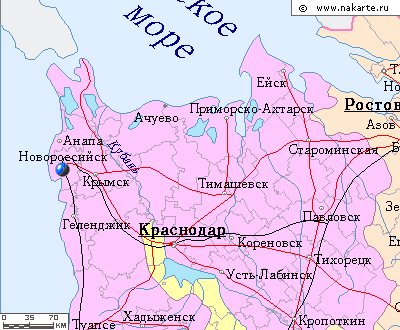 © www.nakarte.ru
ское
море
Ейск
Приморско-Ахтарск
Ростов
Азов
Ачуево
Анапа
Кубань
Староминская
Новороссийск
Крымск
Тимашевск
Геленджик
Павловск
Краснодар
Кореновск
Тихорецк
Усть-Лабинск
Хадыженск
Туапсе
Кропоткин
0 35 70
КМ